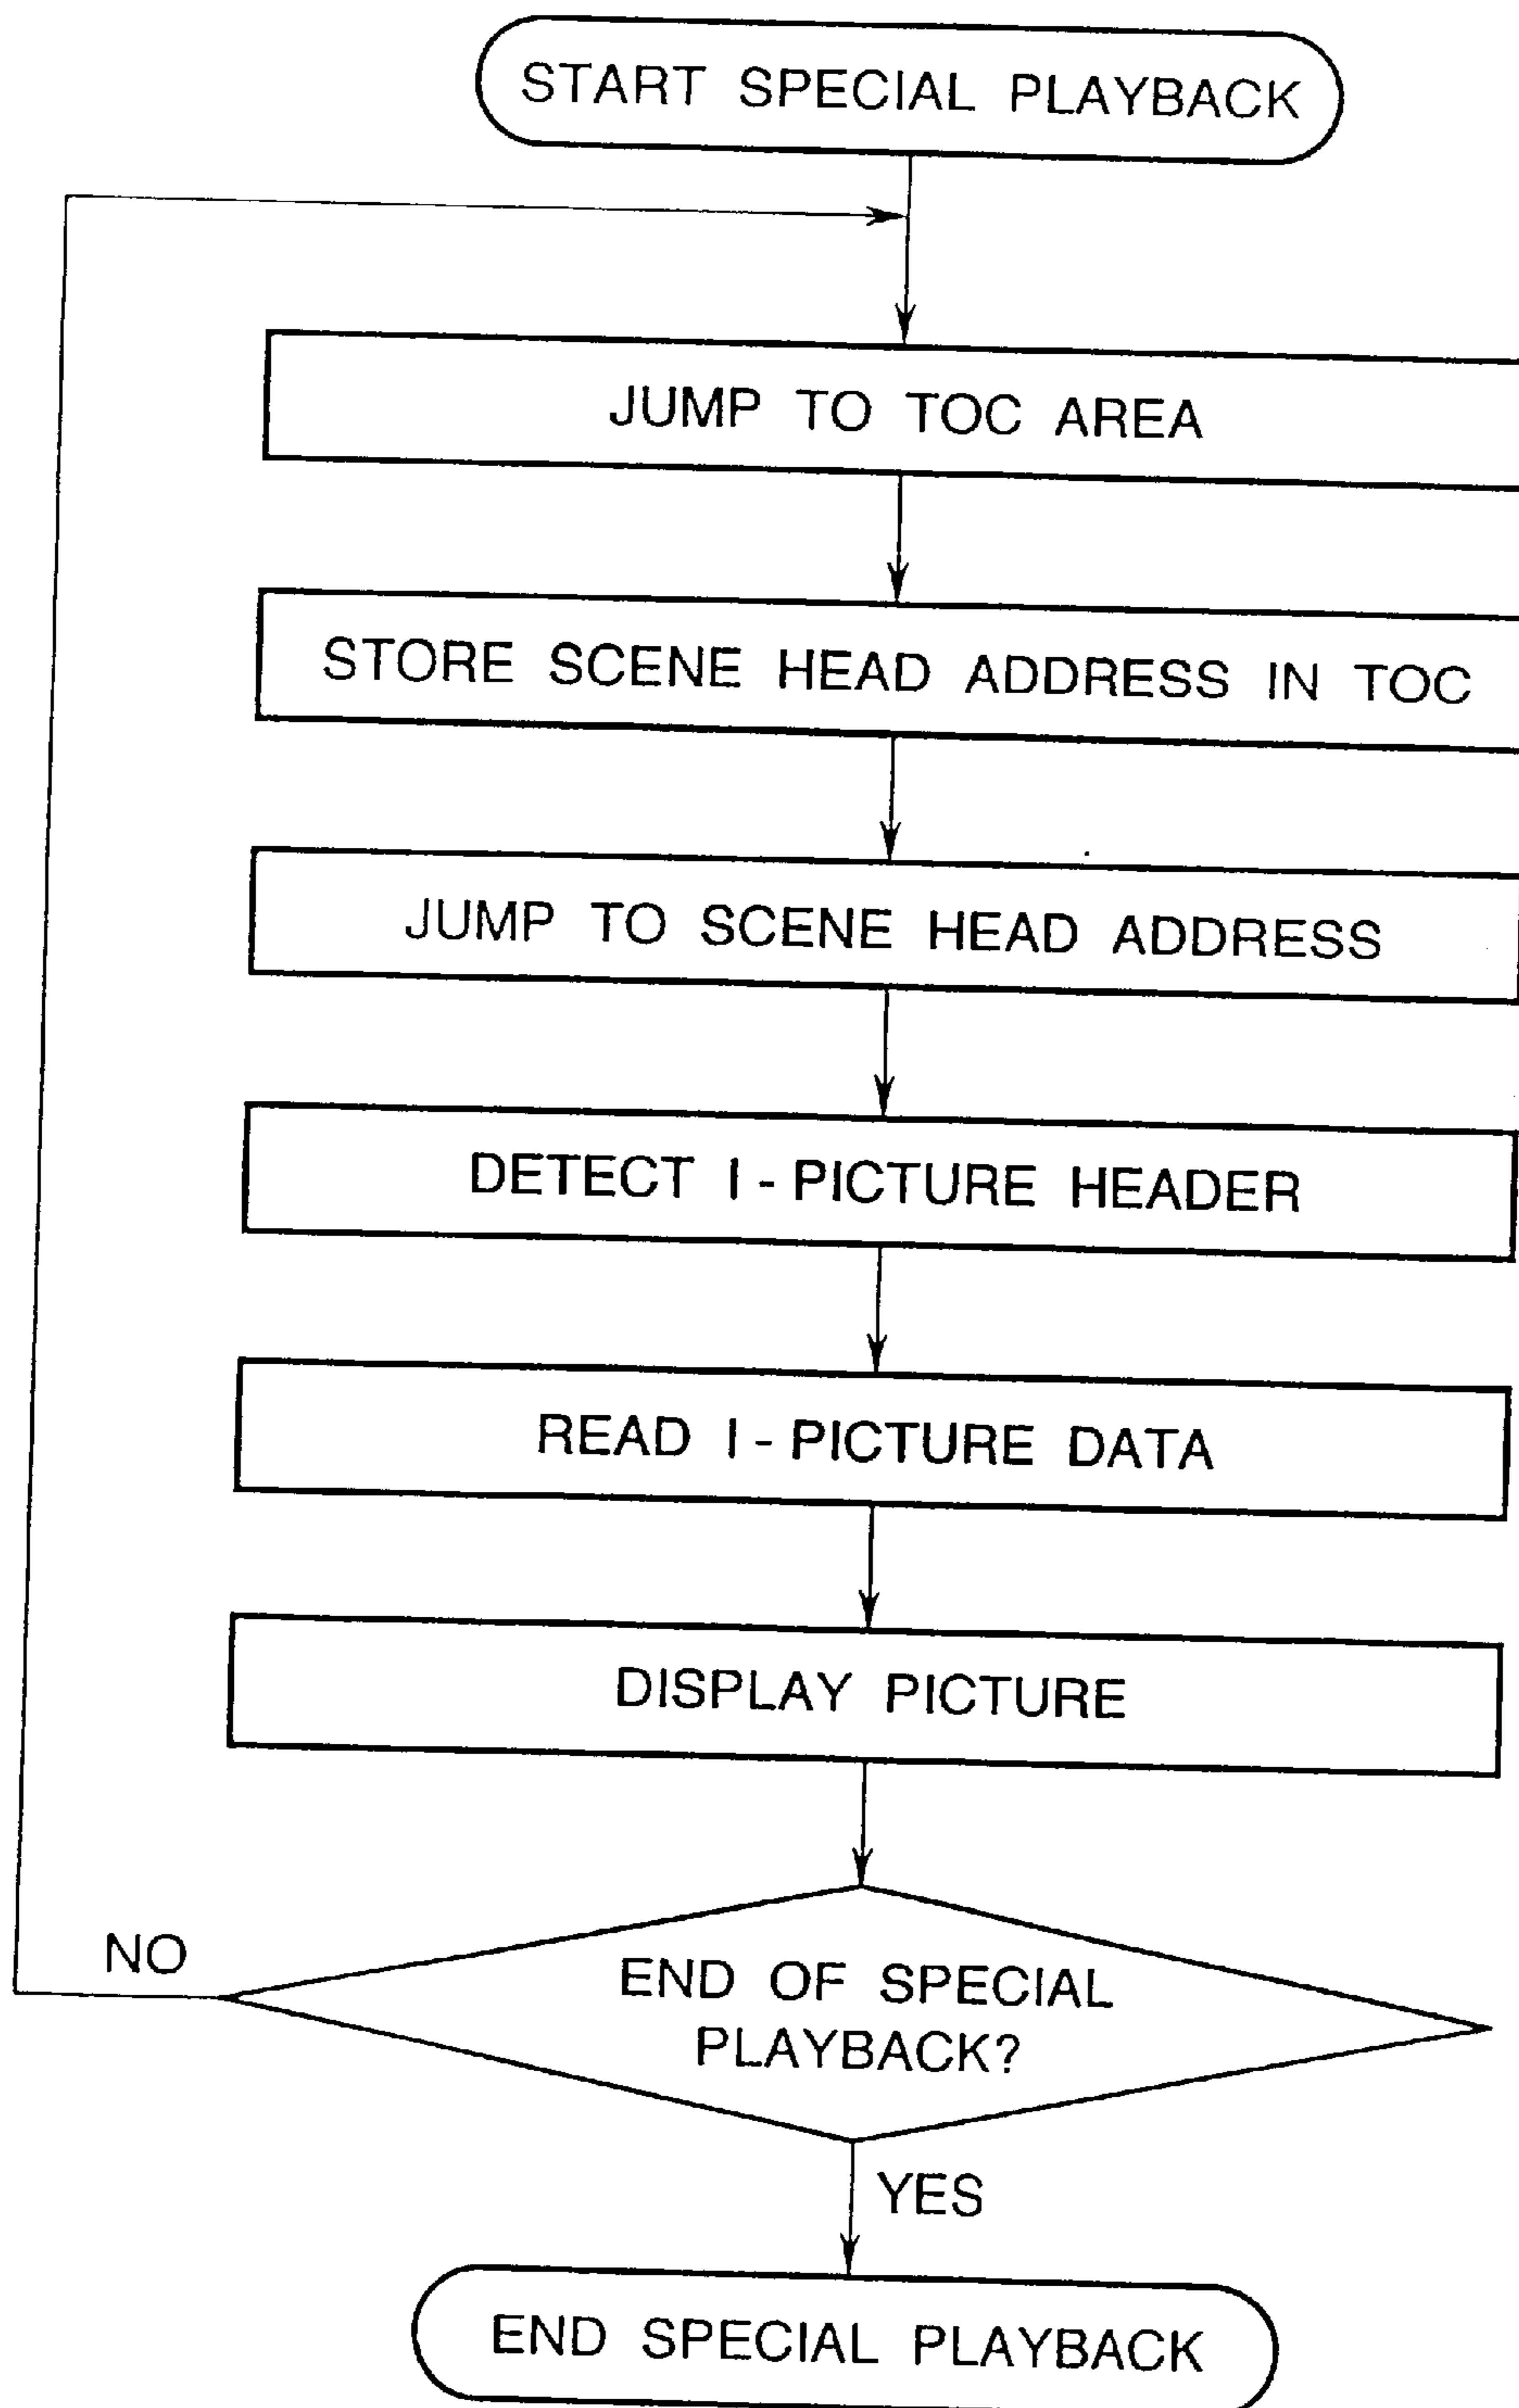 START SPECIAL PLAYBACK
JUMP TO TOC AREA
STORE SCENE HEAD ADDRESS IN TOC
JUMP TO SCENE HEAD ADDRESS
DETECT I - PICTURE HEADER
READ I - PICTURE DATA
DISPLAY PICTURE
NO
END OF SPECIAL
PLAYBACK?
YES
END SPECIAL PLAYBACK